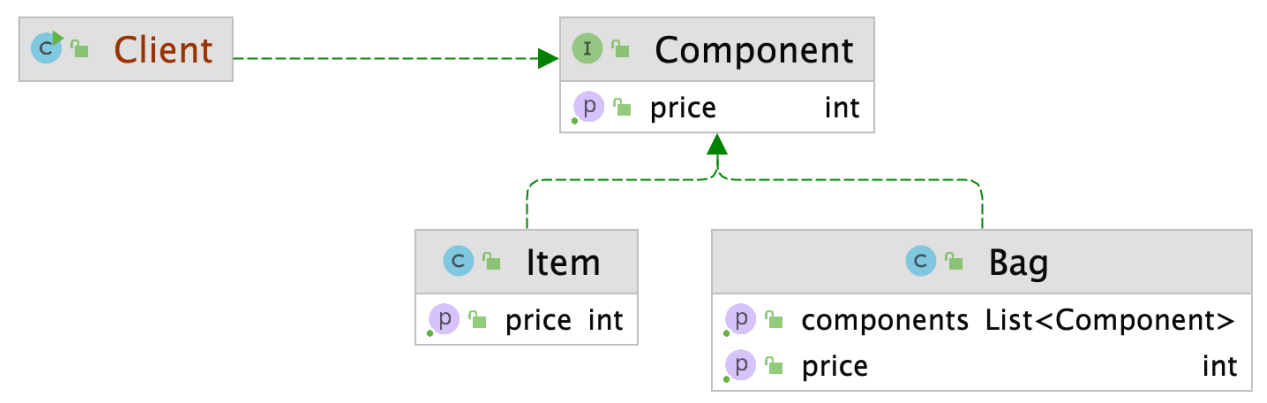 C Client
I Component
p price int
C Item
p price int
C Bag
p components List<Component>
p price int